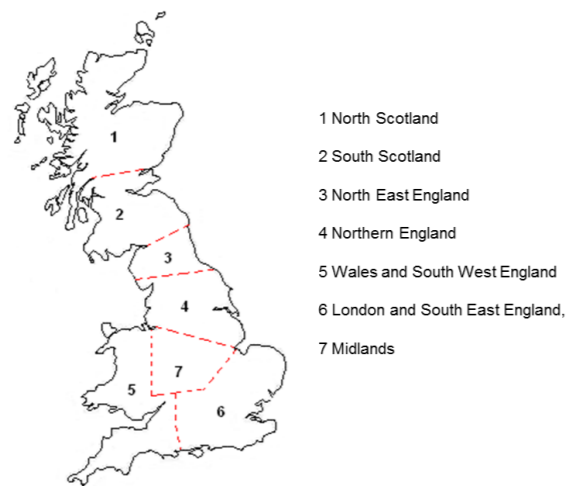 1 North Scotland
2 South Scotland
3 North East England
4 Northern England
5 Wales and South West England
6 London and South East England,
7 Midlands
1
2
3
4
7
5
6